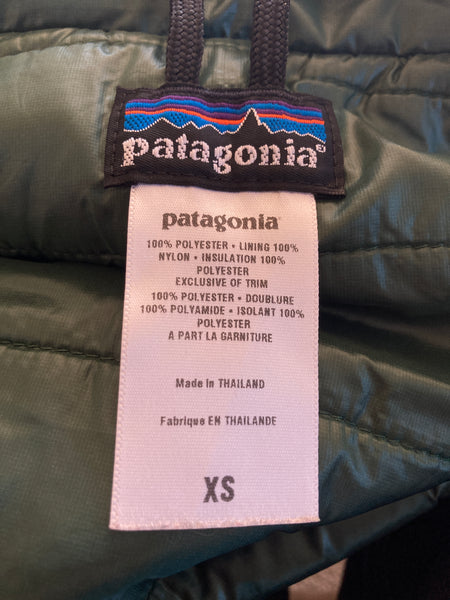 patagonia
patagonia
100% POLYESTER • LINING 100%
NYLON • INSULATION 100%
POLYESTER
EXCLUSIVE OF TRIM
100% POLYESTER • DOUBLURE
100% POLYAMIDE • ISOLANT 100%
POLYESTER
A PART LA GARNITURE
Made in THAILAND
Fabrique EN THAILANDE
XS